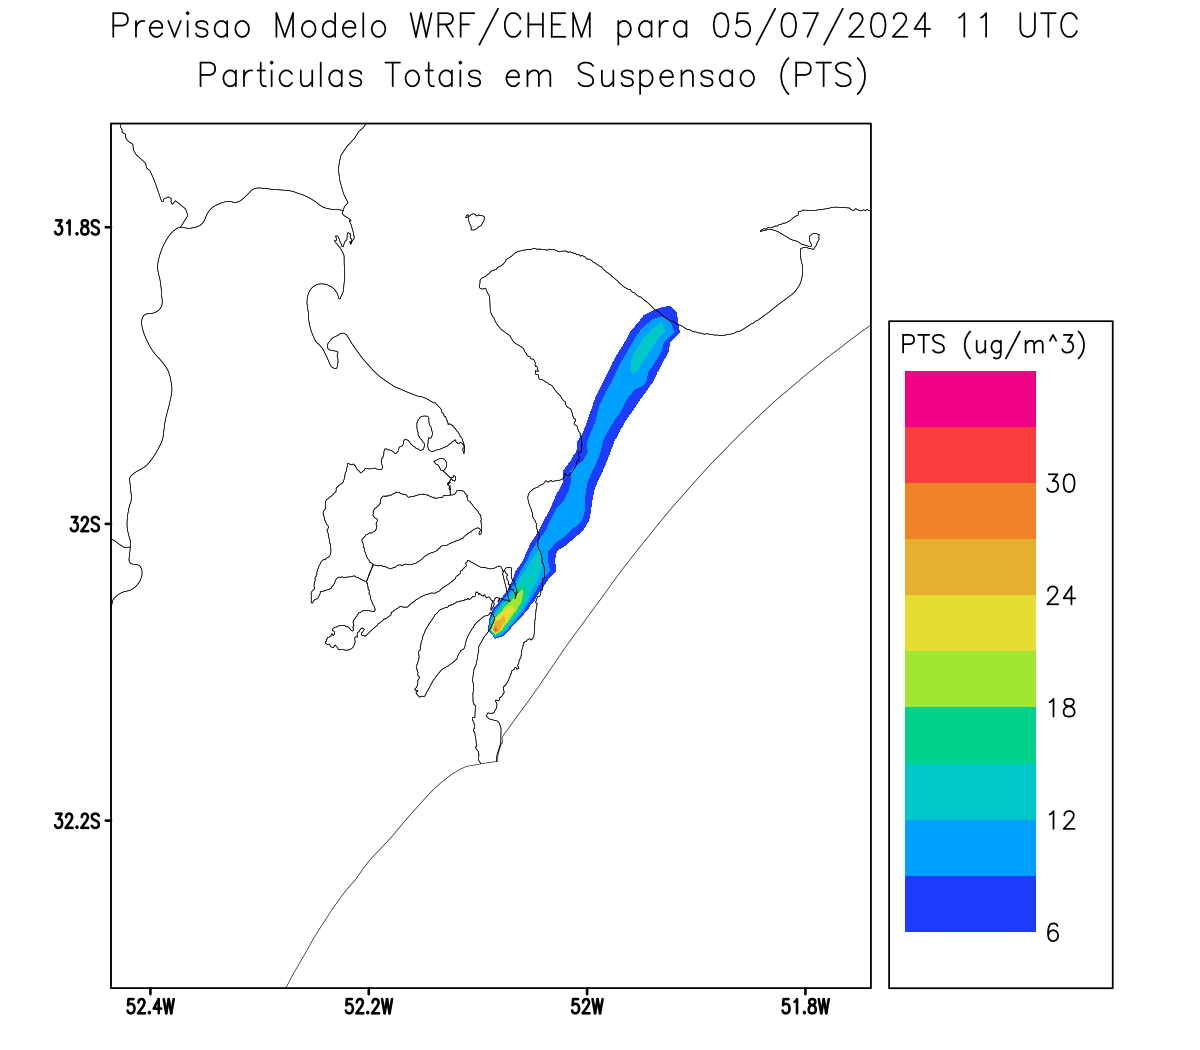 Previsao Modelo WRF/CHEM para 05/07/2024 11 UTC
Particulas Totais em Suspensao (PTS)
31.8S
32S
32.2S
52.4W 52.2W 52W 51.8W
PTS (ug/m^3)
30
24
18
12
6